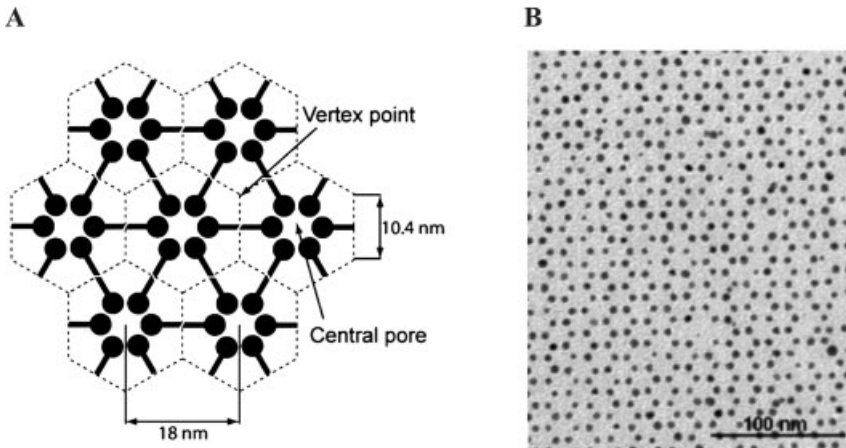 A
B
Vertex point
10.4 nm
Central pore
18 nm
100 nm